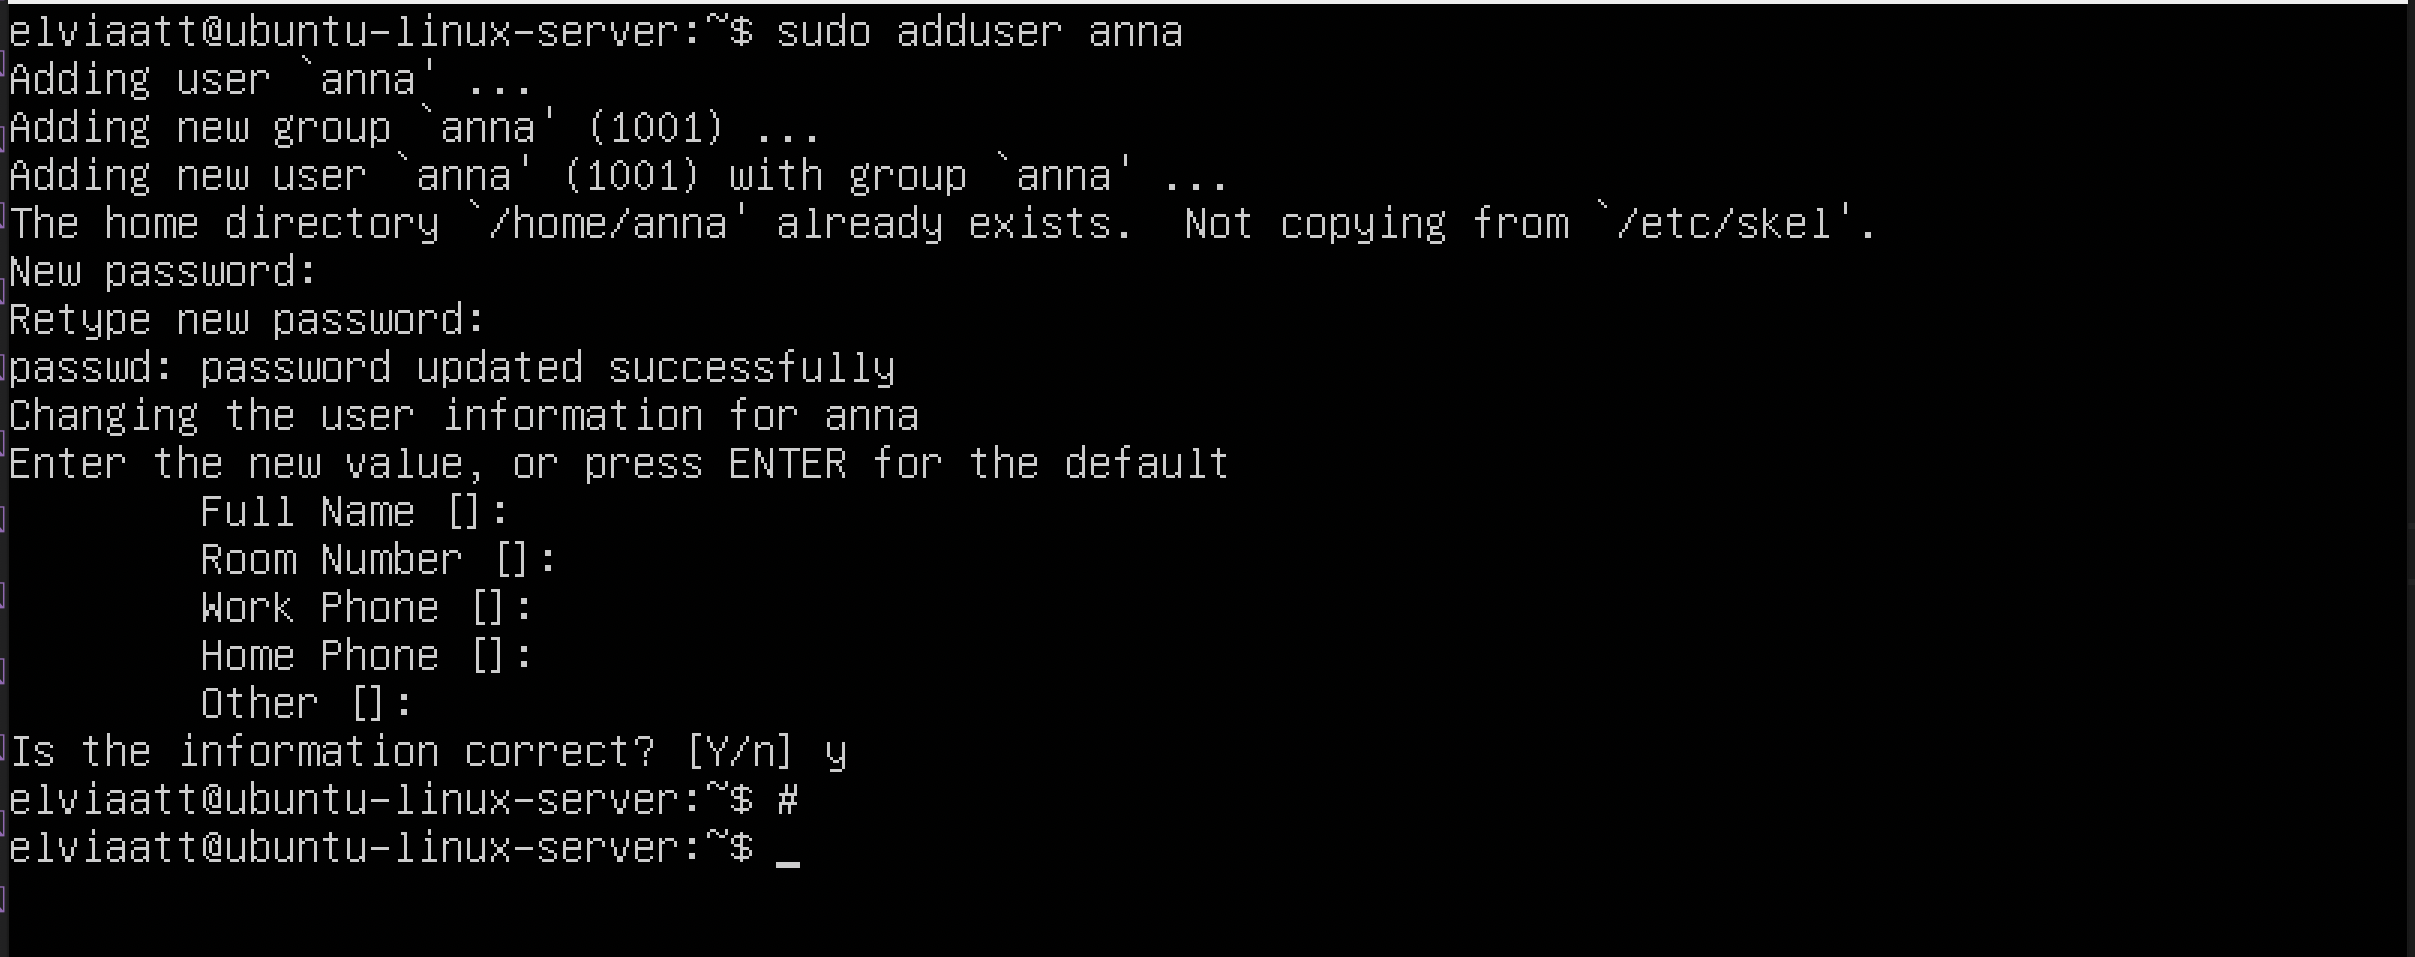 elviaatt@ubuntu-linux-server:~$ sudo adduser anna
Adding user `anna' ...
Adding new group `anna' (1001) ...
Adding new user `anna' (1001) with group `anna' ...
The home directory `/home/anna' already exists.  Not copying from `/etc/skel'.
New password:
Retype new password:
passwd: password updated successfully
Changing the user information for anna
Enter the new value, or press ENTER for the default
        Full Name []:
        Room Number []:
        Work Phone []:
        Home Phone []:
        Other []:
Is the information correct? [Y/n] y
elviaatt@ubuntu-linux-server:~$ #
elviaatt@ubuntu-linux-server:~$ _